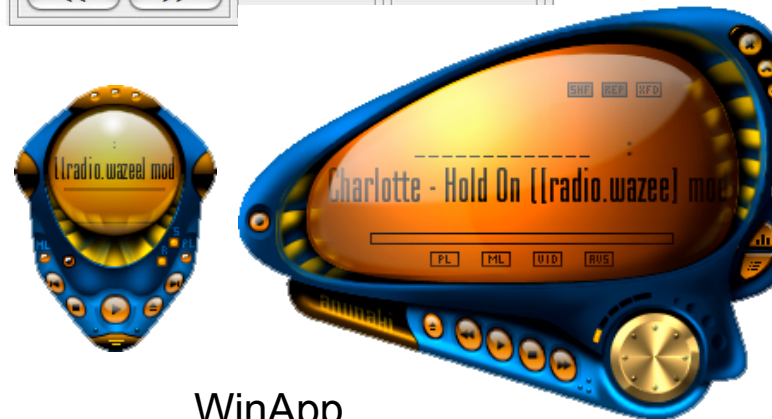 SHF REP XFD
:
[[radio.wazee] mod
:
Charlotte - Hold On [[radio.wazee] mo
ML S PL
R
PL ML VID AVS
anunaki
WinApp